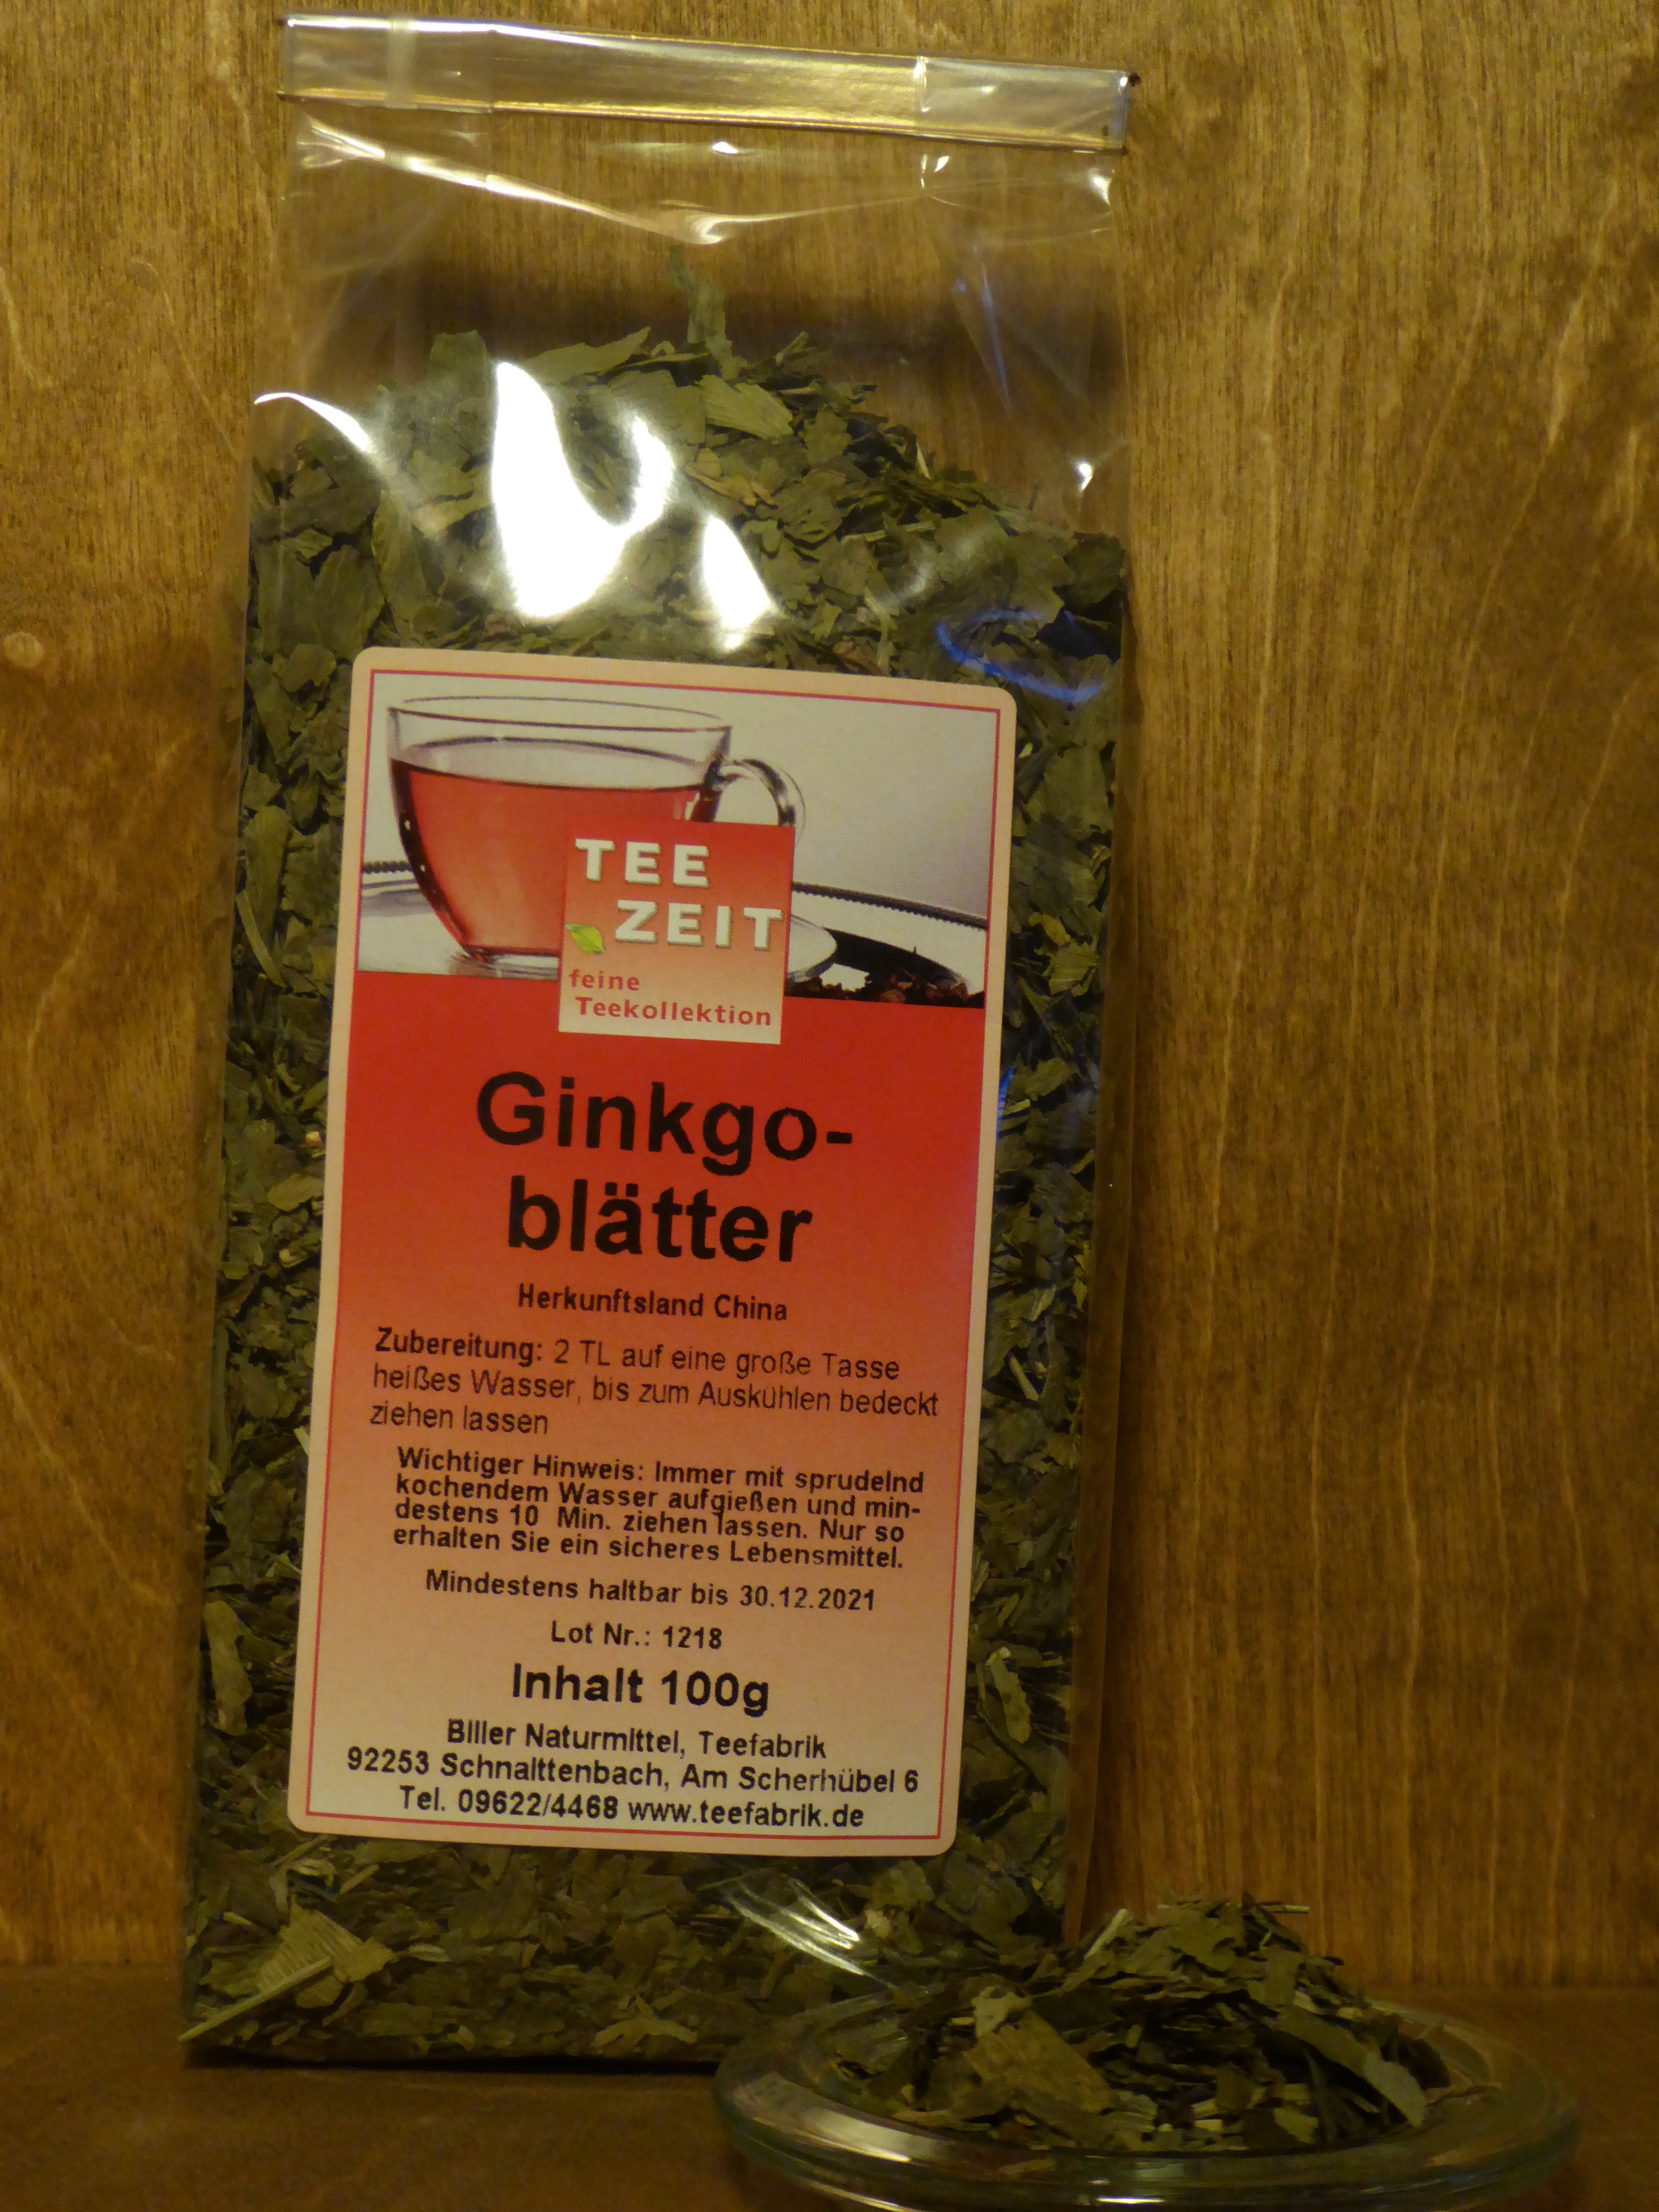 TEE
ZEIT
feine
Teekollektion
Ginkgo-
blätter
Herkunftsland China
Zubereitung: 2 TL auf eine große Tasse
heißes Wasser, bis zum Auskühlen bedeckt
ziehen lassen
Wichtiger Hinweis: Immer mit sprudelnd
kochendem Wasser aufgießen und min-
destens 10 Min. ziehen lassen. Nur so
erhalten Sie ein sicheres Lebensmittel.
Mindestens haltbar bis 30.12.2021
Lot Nr.: 1218
Inhalt 100g
Biller Naturmittel, Teefabrik
92253 Schnaittenbach, Am Scherhübel 6
Tel. 09622/4468 www.teefabrik.de